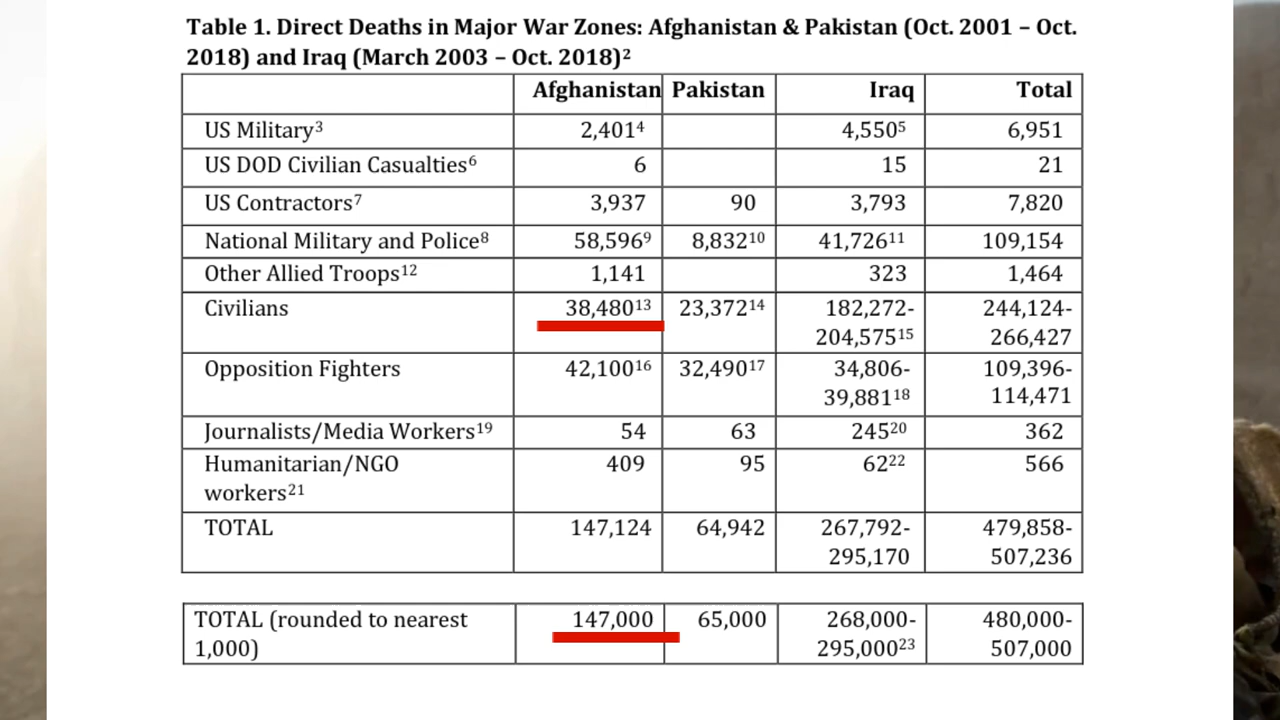 Table 1. Direct Deaths in Major War Zones: Afghanistan & Pakistan (Oct. 2001 – Oct.
2018) and Iraq (March 2003 – Oct. 2018)²
Afghanistan Pakistan Iraq Total
US Military³ 2,401⁴ 4,550⁵ 6,951
US DOD Civilian Casualties⁶ 6 15 21
US Contractors⁷ 3,937 90 3,793 7,820
National Military and Police⁸ 58,596⁹ 8,832¹⁰ 41,726¹¹ 109,154
Other Allied Troops¹² 1,141 323 1,464
Civilians 38,480¹³ 23,372¹⁴ 182,272- 244,124-
204,575¹⁵ 266,427
Opposition Fighters 42,100¹⁶ 32,490¹⁷ 34,806- 109,396-
39,881¹⁸ 114,471
Journalists/Media Workers¹⁹ 54 63 245²⁰ 362
Humanitarian/NGO 409 95 62²² 566
workers²¹
TOTAL 147,124 64,942 267,792- 479,858-
295,170 507,236
TOTAL (rounded to nearest 147,000 65,000 268,000- 480,000-
1,000) 295,000²³ 507,000